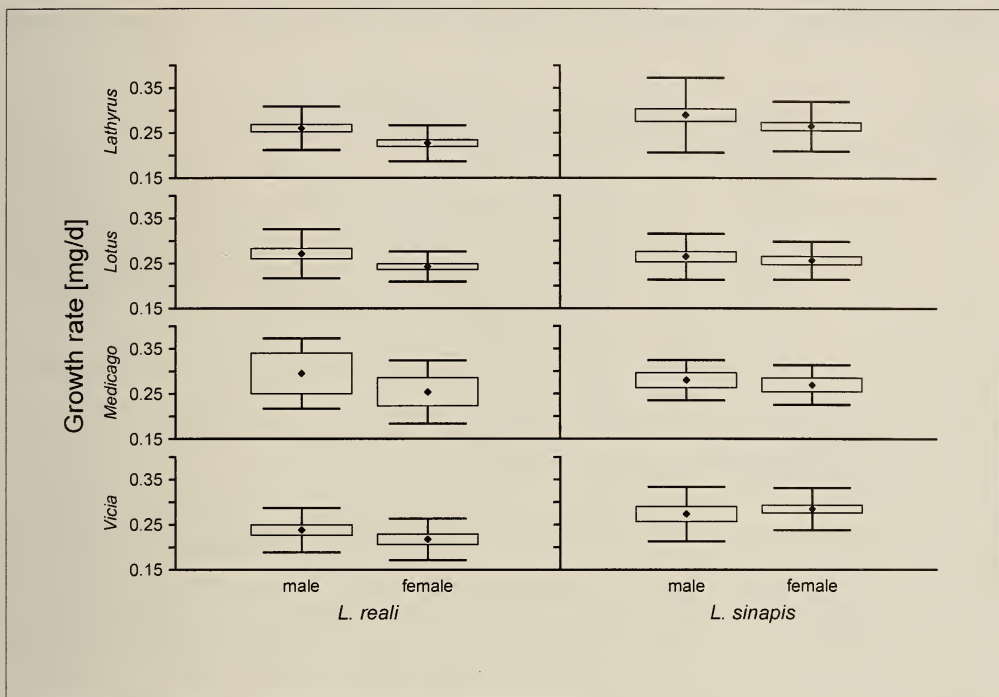 Growth rate [mg/d]
Lathyrus
0.35
0.25
0.15
Lotus
0.35
0.25
0.15
Medicago
0.35
0.25
0.15
Vicia
0.35
0.25
0.15
male
female
male
female
L. reali
L. sinapis